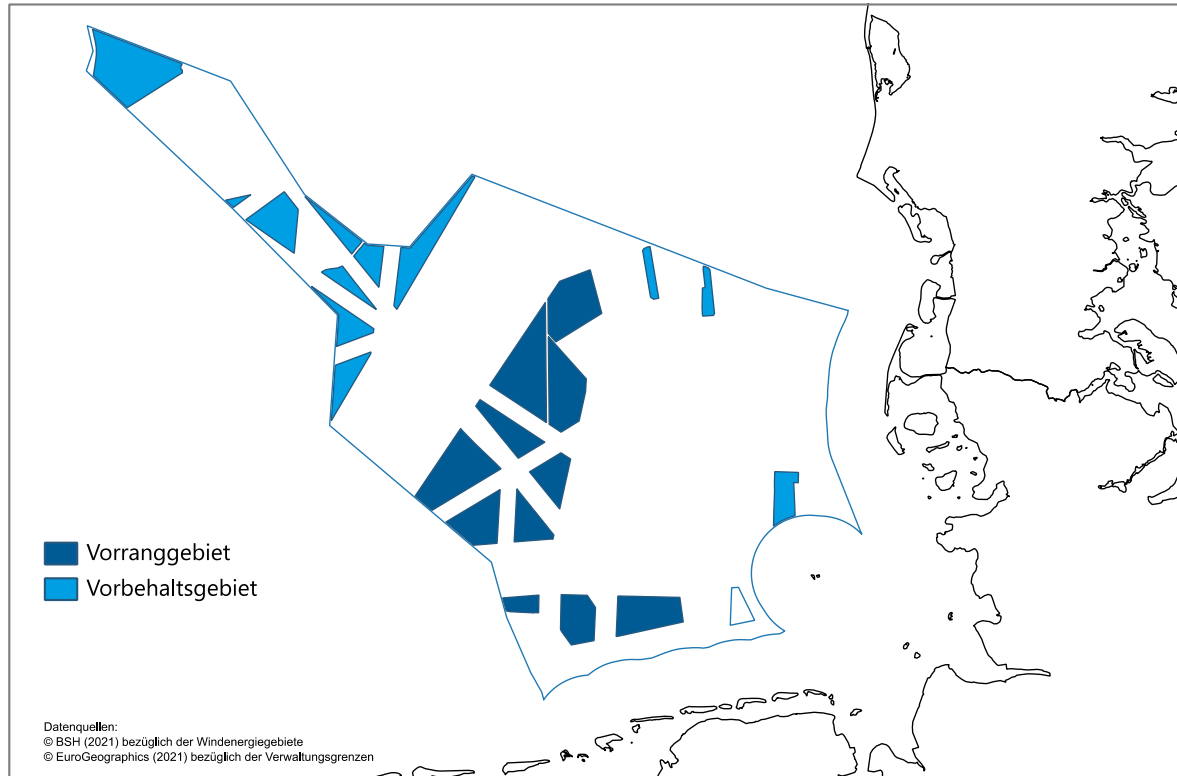 Vorranggebiet
Vorbehaltsgebiet
Datenquellen:
© BSH (2021) bezüglich der Windenergiegebiete
© EuroGeographics (2021) bezüglich der Verwaltungsgrenzen